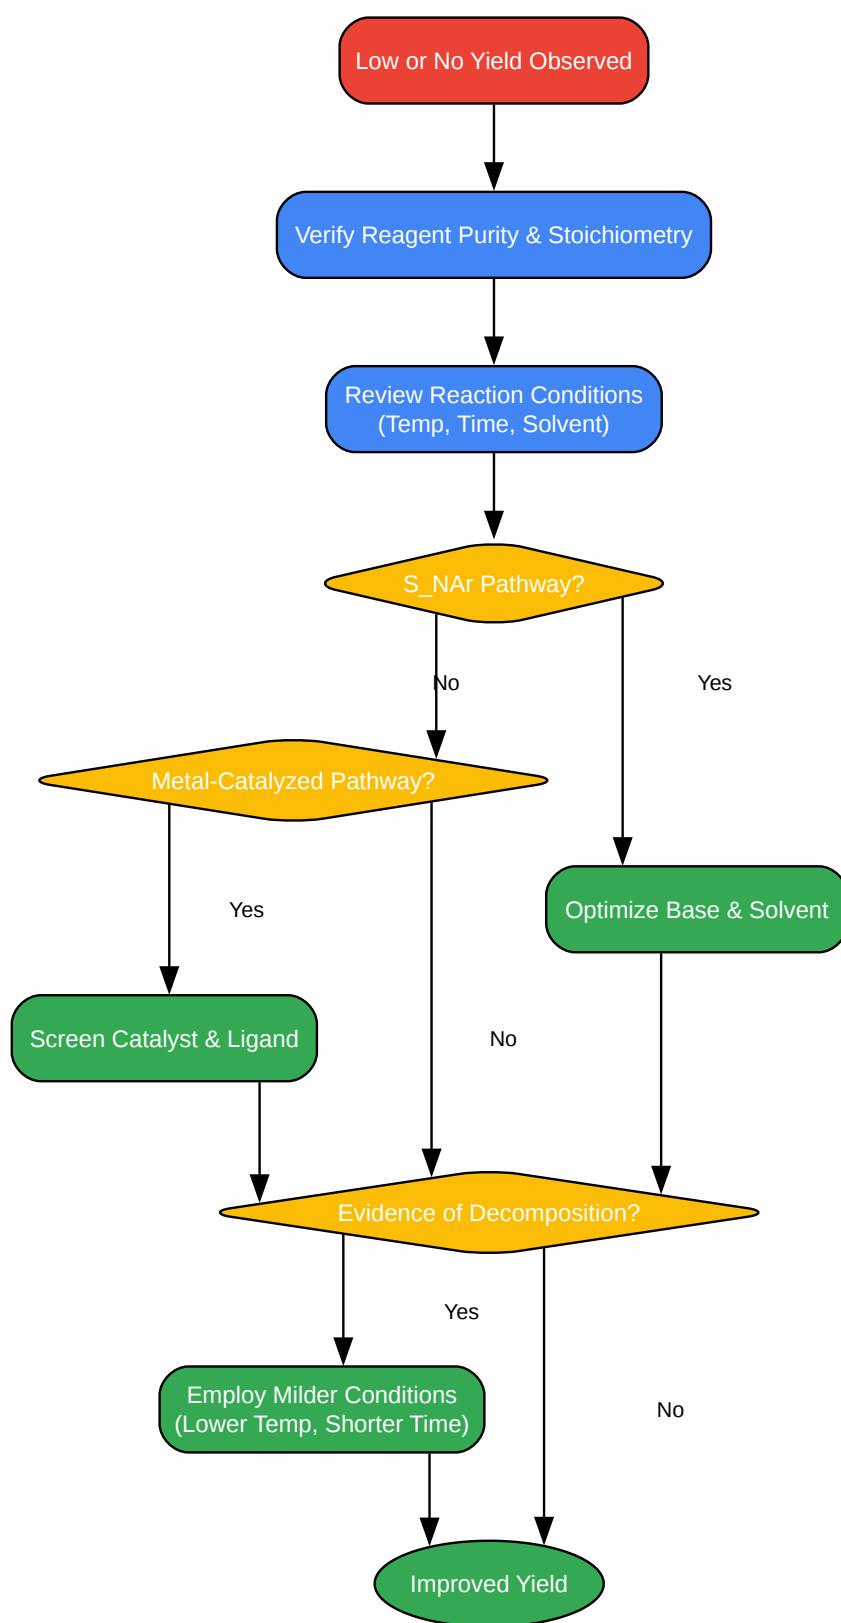 Low or No Yield Observed
Verify Reagent Purity & Stoichiometry
Review Reaction Conditions
(Temp, Time, Solvent)
S_NAr Pathway?
No
Yes
Metal-Catalyzed Pathway?
Optimize Base & Solvent
Yes
Screen Catalyst & Ligand
No
Evidence of Decomposition?
Yes
Employ Milder Conditions
(Lower Temp, Shorter Time)
No
Improved Yield